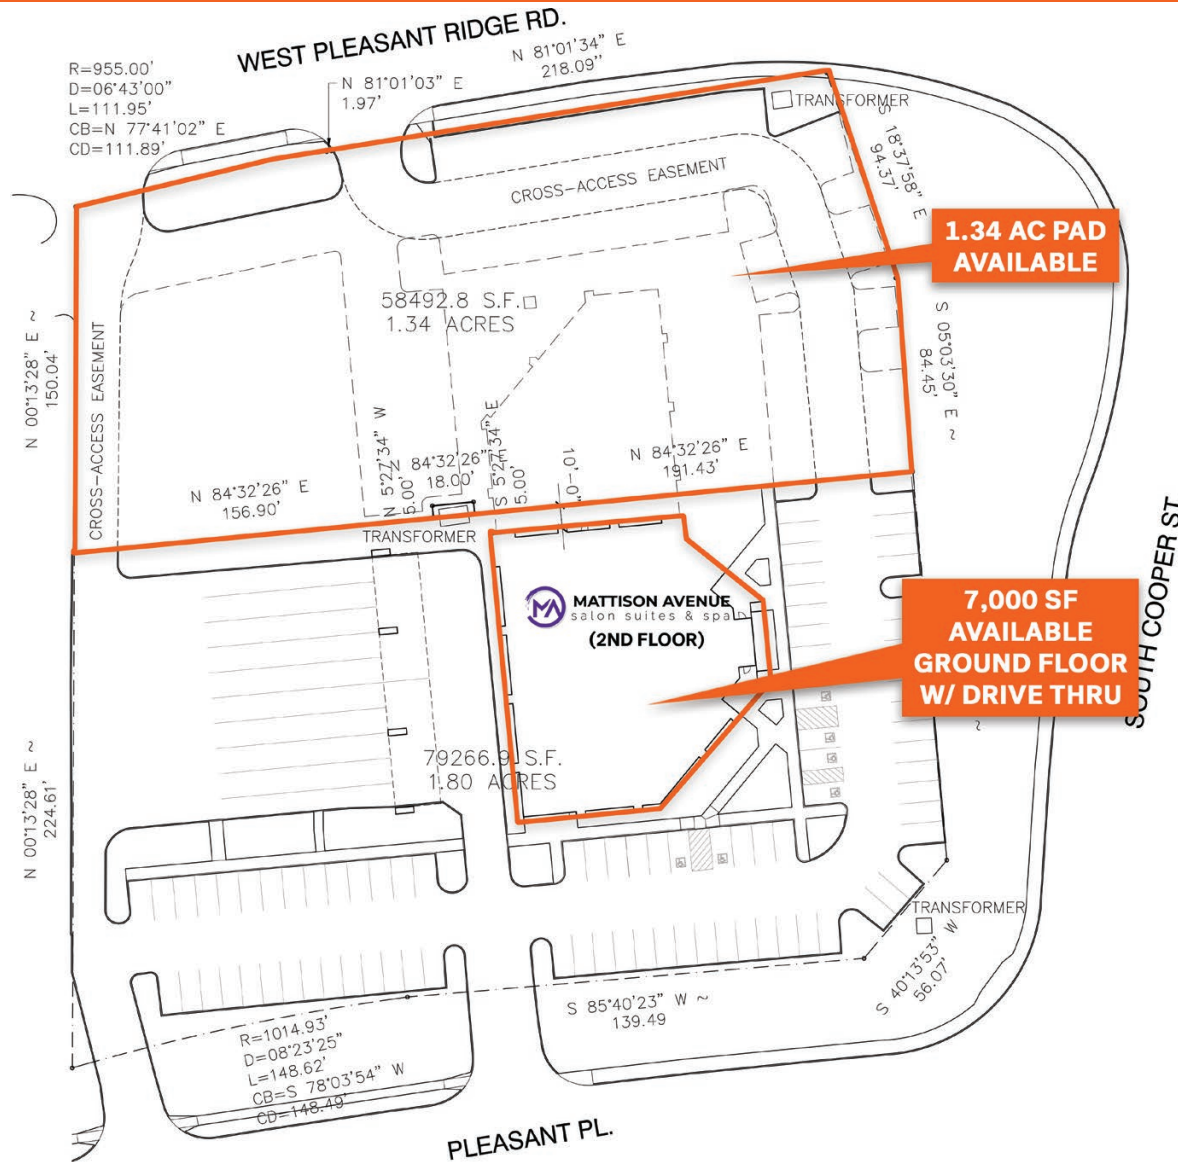 WEST PLEASANT RIDGE RD.
R=955.00'
D=06°43'00"
L=111.95'
CB=N 77°41'02" E
CD=111.89'
N 81°01'03" E
1.97'
N 81°01'34" E
218.09"
TRANSFORMER
S 18°37'58" E
94.37'
CROSS-ACCESS EASEMENT
1.34 AC PAD
AVAILABLE
58492.8 S.F.
1.34 ACRES
N 00°13'28" E ~
150.04'
CROSS-ACCESS EASEMENT
S 05°03'30" E ~
84.45'
N 84°32'26" E
156.90'
N 5°27'34" W
5.00'
N 84°32'26" E
18.00'
S 5°27'34" E
5.00'
10'-0"
N 84°32'26" E
191.43'
TRANSFORMER
MA
MATTISON AVENUE
salon suites & spa
(2ND FLOOR)
7,000 SF
AVAILABLE
GROUND FLOOR
W/ DRIVE THRU
SOUTH COOPER ST
79266.9 S.F.
1.80 ACRES
N 00°13'28" E ~
224.61'
TRANSFORMER
S 40°13'53" W
56.07'
S 85°40'23" W ~
139.49
R=1014.93'
D=08°23'25"
L=148.62'
CB=S 78°03'54" W
CD=148.49'
PLEASANT PL.